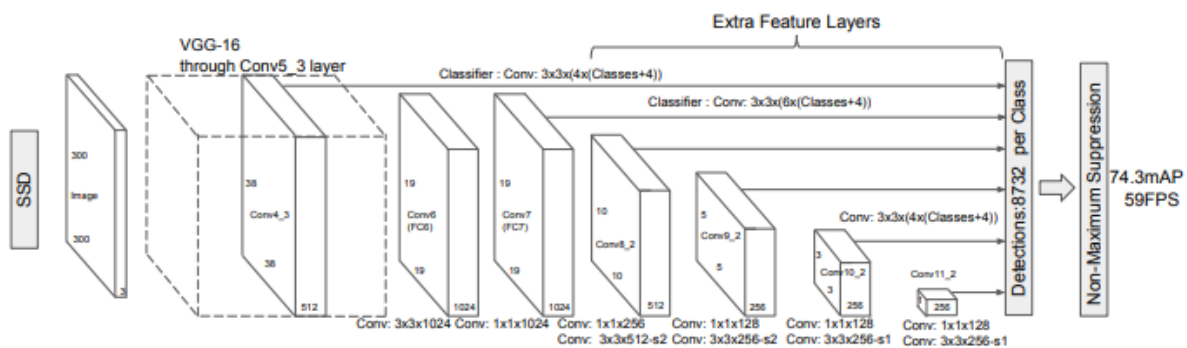 Extra Feature Layers
VGG-16
through Conv5_3 layer
Classifier : Conv: 3x3x(4x(Classes+4))
Classifier : Conv: 3x3x(6x(Classes+4))
SSD
300
Image
300
3
38
Conv4_3
38
512
19
Conv6
(FC6)
19
1024
19
Conv7
(FC7)
19
1024
10
Conv8_2
10
512
5
Conv9_2
5
256
Conv: 3x3x(4x(Classes+4))
3
Conv10_2
3
256
Conv11_2
256
Detections:8732 per Class
Non-Maximum Suppression
74.3mAP
59FPS
Conv: 3x3x1024
Conv: 1x1x1024
Conv: 1x1x256
Conv: 3x3x512-s2
Conv: 1x1x128
Conv: 3x3x256-s2
Conv: 1x1x128
Conv: 3x3x256-s1
Conv: 1x1x128
Conv: 3x3x256-s1